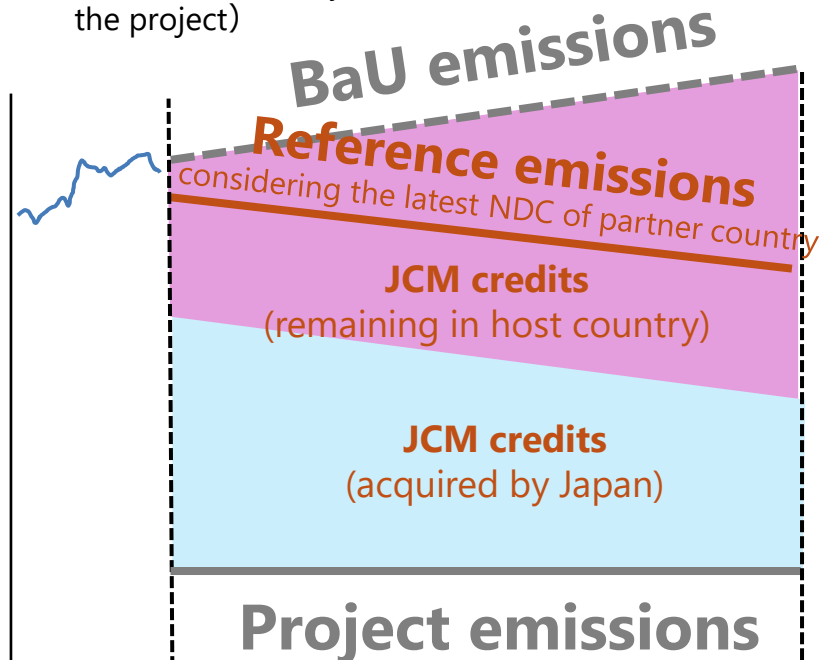 the project)
BaU emissions
Reference emissions
considering the latest NDC of partner country
JCM credits
(remaining in host country)
JCM credits
(acquired by Japan)
Project emissions